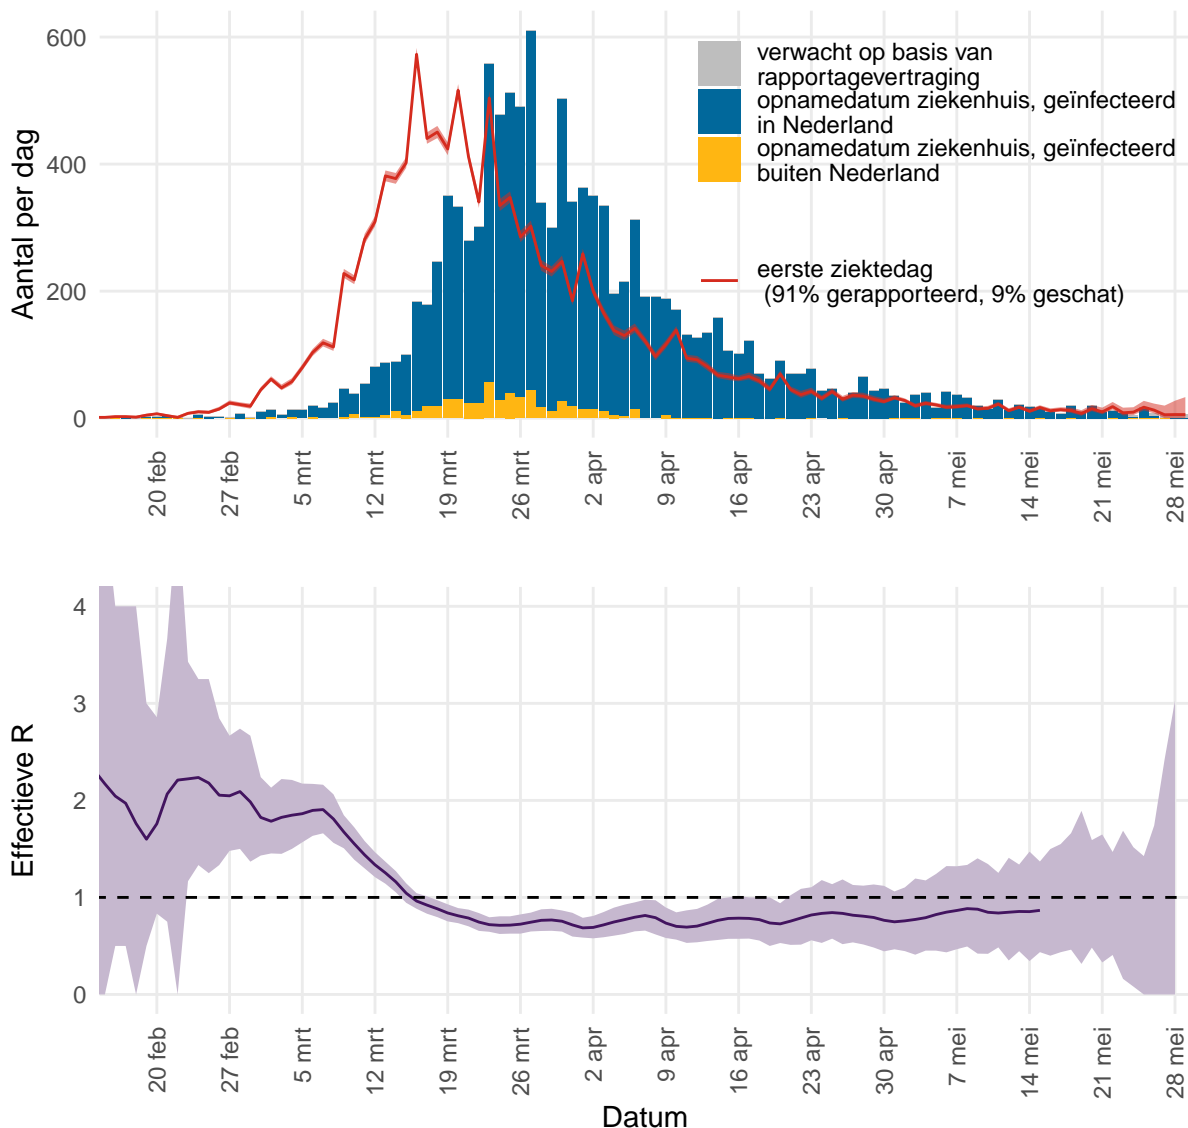 Aantal per dag
600
400
200
0
verwacht op basis van
rapportagevertraging
opnamedatum ziekenhuis, geïnfecteerd
in Nederland
opnamedatum ziekenhuis, geïnfecteerd
buiten Nederland
eerste ziektedag
(91% gerapporteerd, 9% geschat)
20 feb
27 feb
5 mrt
12 mrt
19 mrt
26 mrt
2 apr
9 apr
16 apr
23 apr
30 apr
7 mei
14 mei
21 mei
28 mei
Effectieve R
4
3
2
1
0
20 feb
27 feb
5 mrt
12 mrt
19 mrt
26 mrt
2 apr
9 apr
16 apr
23 apr
30 apr
7 mei
14 mei
21 mei
28 mei
Datum